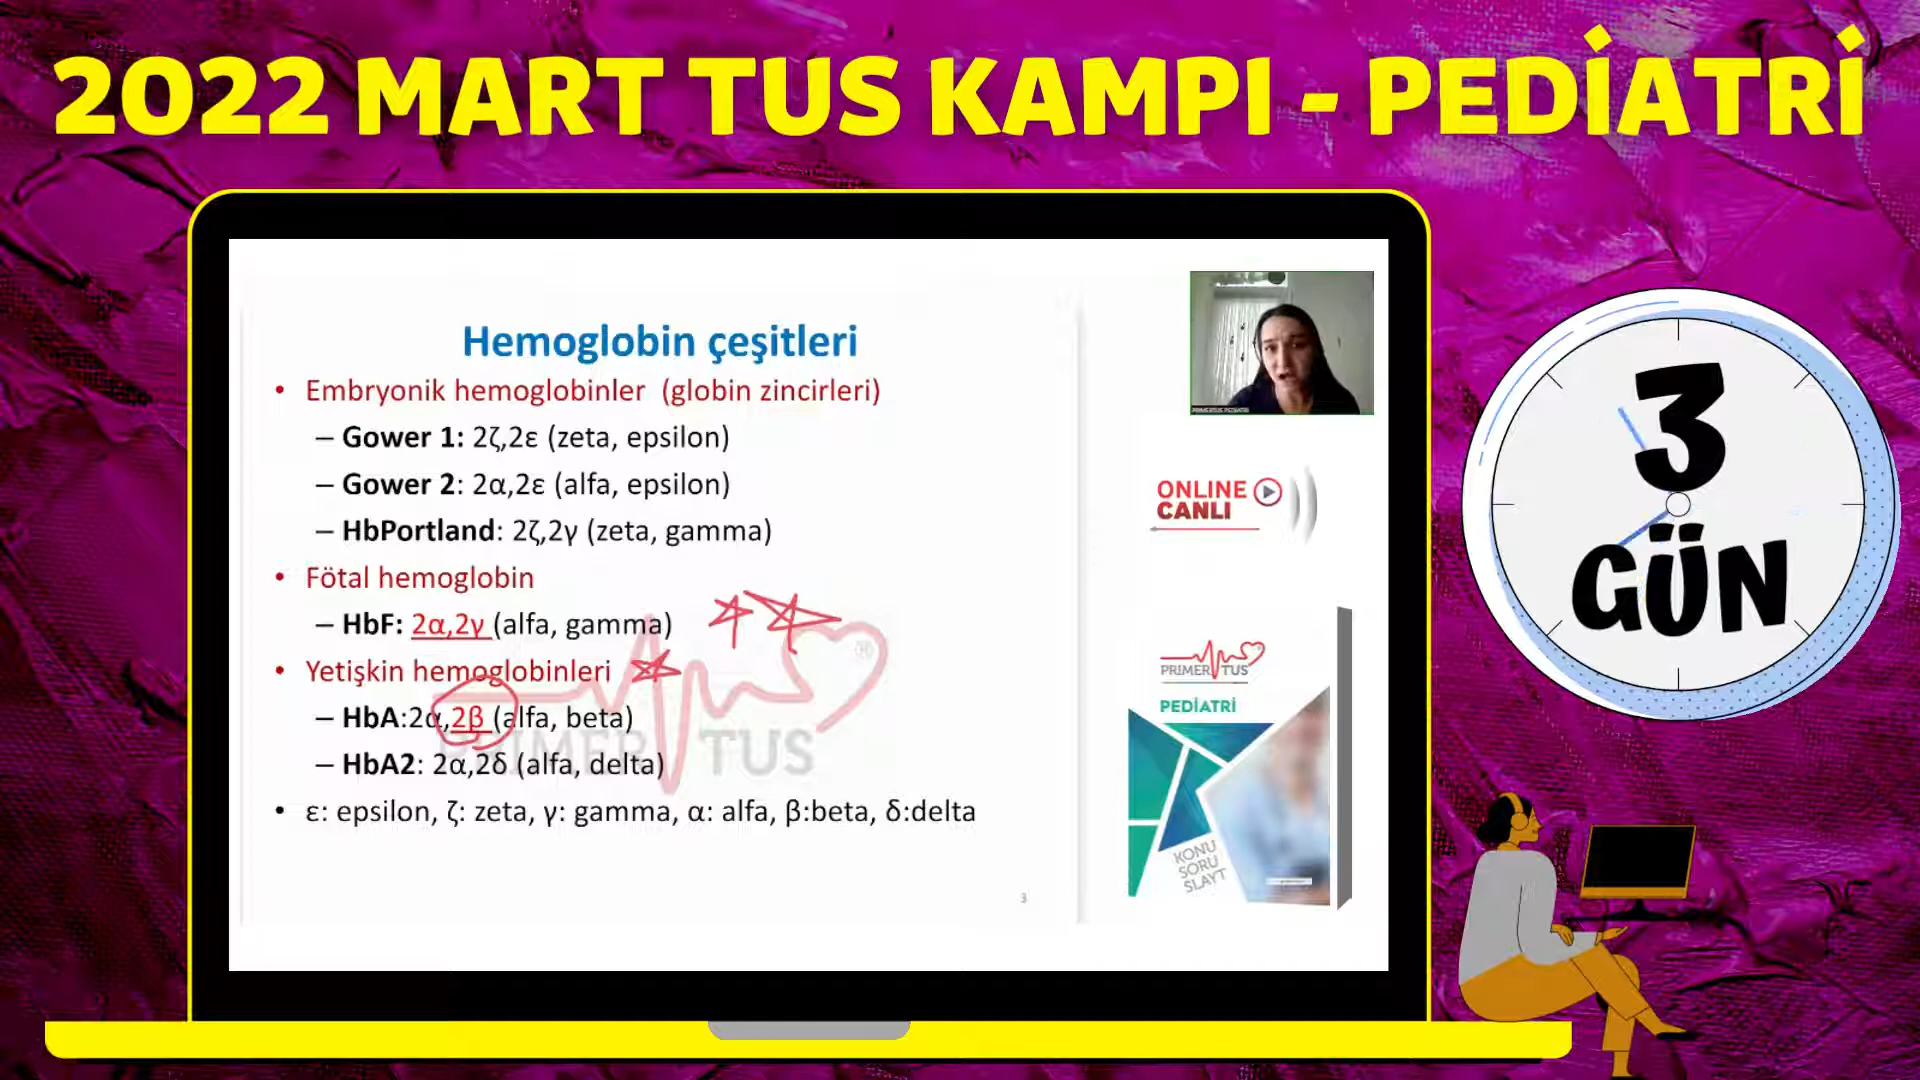 2022 MART TUS KAMPI - PEDİATRİ
Hemoglobin çeşitleri
• Embryonik hemoglobinler (globin zincirleri)
– Gower 1: 2ζ,2ε (zeta, epsilon)
– Gower 2: 2α,2ε (alfa, epsilon)
– HbPortland: 2ζ,2γ (zeta, gamma)
• Fötal hemoglobin
– HbF: 2α,2γ (alfa, gamma)
• Yetişkin hemoglobinleri
– HbA:2α,2β (alfa, beta)
– HbA2: 2α,2δ (alfa, delta)
• ε: epsilon, ζ: zeta, γ: gamma, α: alfa, β:beta, δ:delta
3
PRIMER TUS
®
PRIMERTUS PEDİATRİ
ONLINE
CANLI
PRIMER TUS
PEDİATRİ
KONU
SORU
SLAYT
3
GÜN